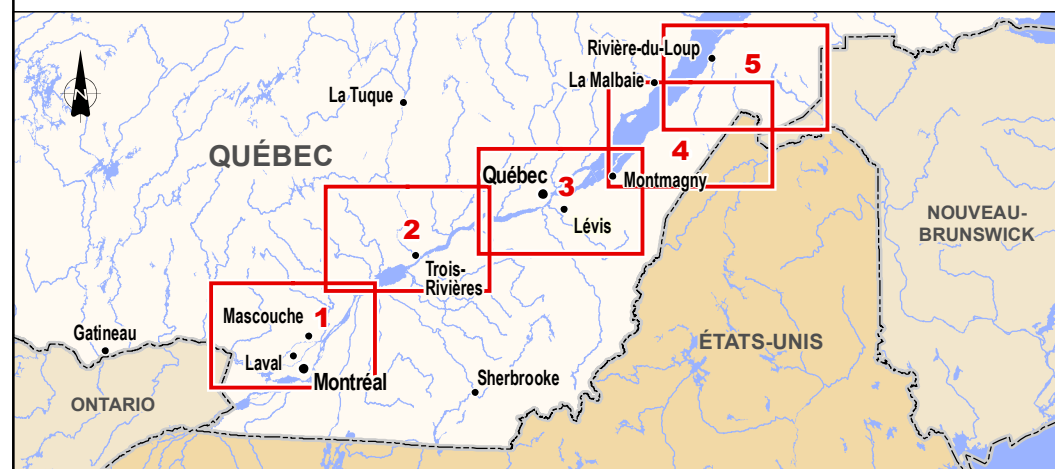 Rivière-du-Loup
5
La Malbaie
N
La Tuque
QUÉBEC
4
Québec
3
Montmagny
Lévis
NOUVEAU-
BRUNSWICK
2
Trois-
Rivières
Mascouche
1
Gatineau
Laval
Montréal
ÉTATS-UNIS
Sherbrooke
ONTARIO